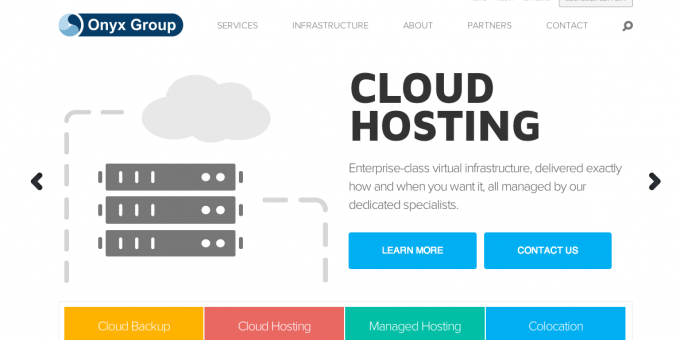 Onyx Group
SERVICES
INFRASTRUCTURE
ABOUT
PARTNERS
CONTACT
CLOUD
HOSTING
Enterprise-class virtual infrastructure, delivered exactly
how and when you want it, all managed by our
dedicated specialists.
LEARN MORE
CONTACT US
Cloud Backup
Cloud Hosting
Managed Hosting
Colocation